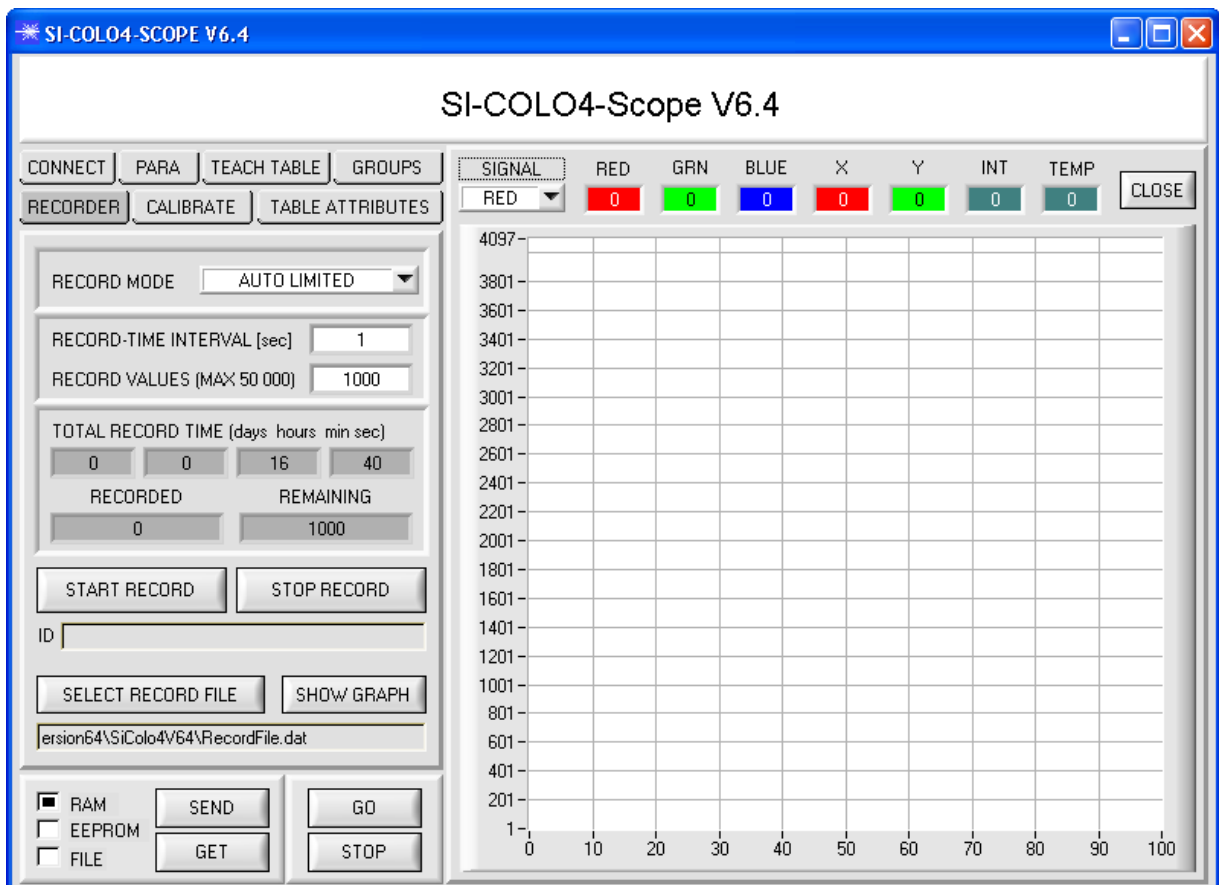 SI-COLO4-SCOPE V6.4
SI-COLO4-Scope V6.4
CONNECT PARA TEACH TABLE GROUPS
RECORDER CALIBRATE TABLE ATTRIBUTES
RECORD MODE AUTO LIMITED
RECORD-TIME INTERVAL [sec] 1
RECORD VALUES (MAX 50 000) 1000
TOTAL RECORD TIME (days hours min sec)
0 0 16 40
RECORDED REMAINING
0 1000
START RECORD STOP RECORD
ID
SELECT RECORD FILE SHOW GRAPH
ersion64\SiColo4V64\RecordFile.dat
RAM
EEPROM
FILE
SEND
GET
GO
STOP
SIGNAL RED GRN BLUE X Y INT TEMP
RED 0 0 0 0 0 0 0
CLOSE
4097
3801
3601
3401
3201
3001
2801
2601
2401
2201
2001
1801
1601
1401
1201
1001
801
601
401
201
1
0 10 20 30 40 50 60 70 80 90 100